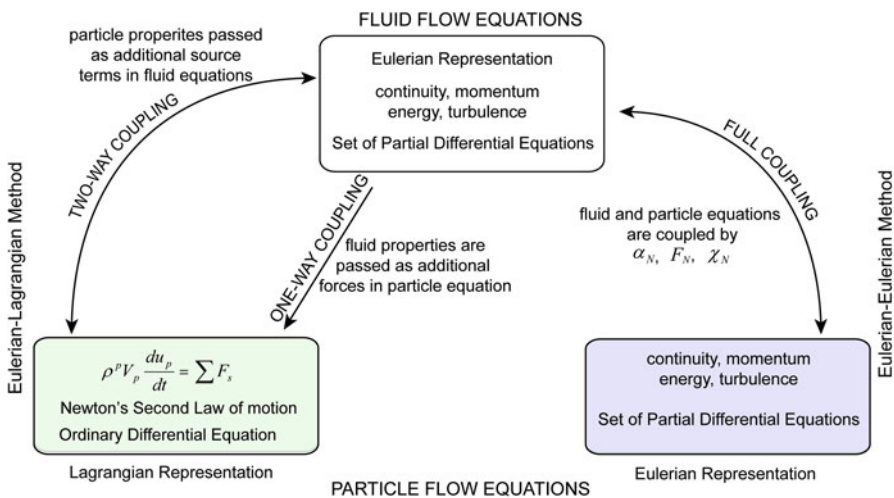 FLUID FLOW EQUATIONS
particle properites passed
as additional source
terms in fluid equations
Eulerian Representation
continuity, momentum
energy, turbulence
Set of Partial Differential Equations
TWO-WAY COUPLING
FULL COUPLING
Eulerian-Lagrangian Method
Eulerian-Eulerian Method
ONE-WAY COUPLING
fluid properties are
passed as additional
forces in particle equation
fluid and particle equations
are coupled by
α_N, F_N, χ_N
ρ^p V_p du_p/dt = ∑ F_s
Newton's Second Law of motion
Ordinary Differential Equation
Lagrangian Representation
continuity, momentum
energy, turbulence
Set of Partial Differential Equations
Eulerian Representation
PARTICLE FLOW EQUATIONS